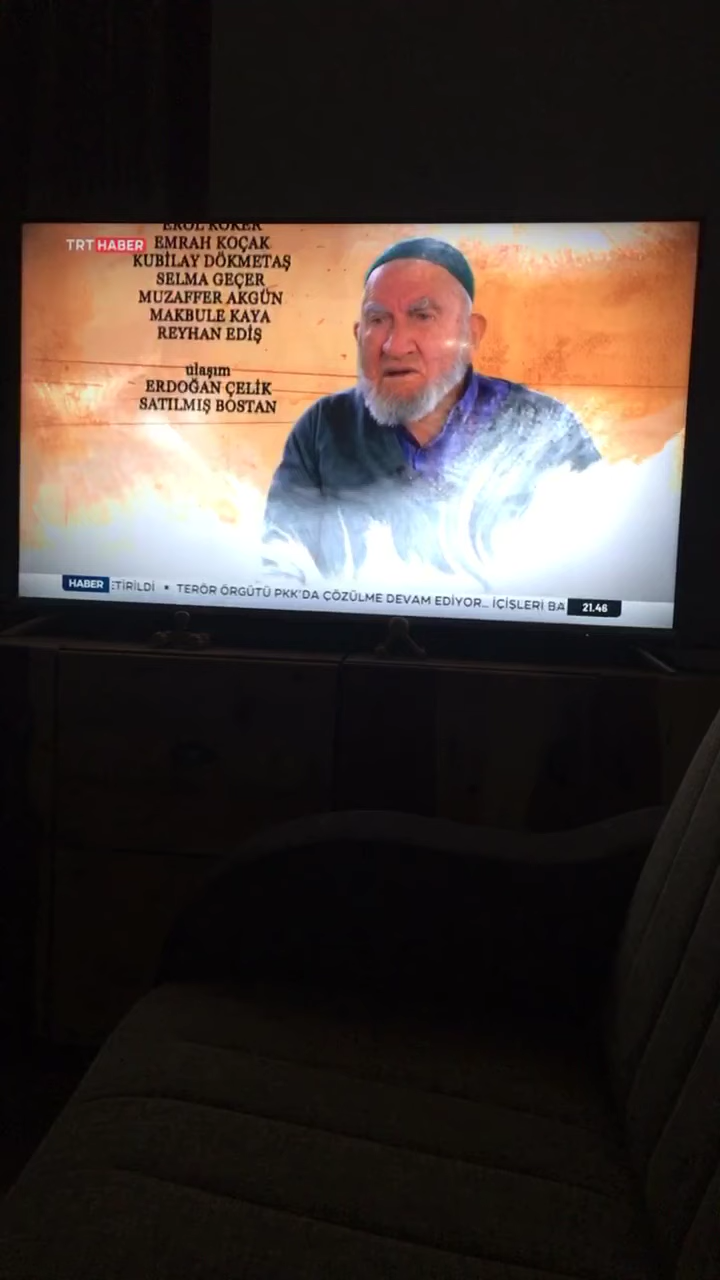 EROL KÖKER
TRT HABER
EMRAH KOÇAK
KUBİLAY DÖKMETAŞ
SELMA GEÇER
MUZAFFER AKGÜN
MAKBULE KAYA
REYHAN EDİŞ
ulaşım
ERDOĞAN ÇELİK
SATILMIŞ BOSTAN
HABER ETİRİLDİ • TERÖR ÖRGÜTÜ PKK'DA ÇÖZÜLME DEVAM EDİYOR... İÇİŞLERİ BA 21.46